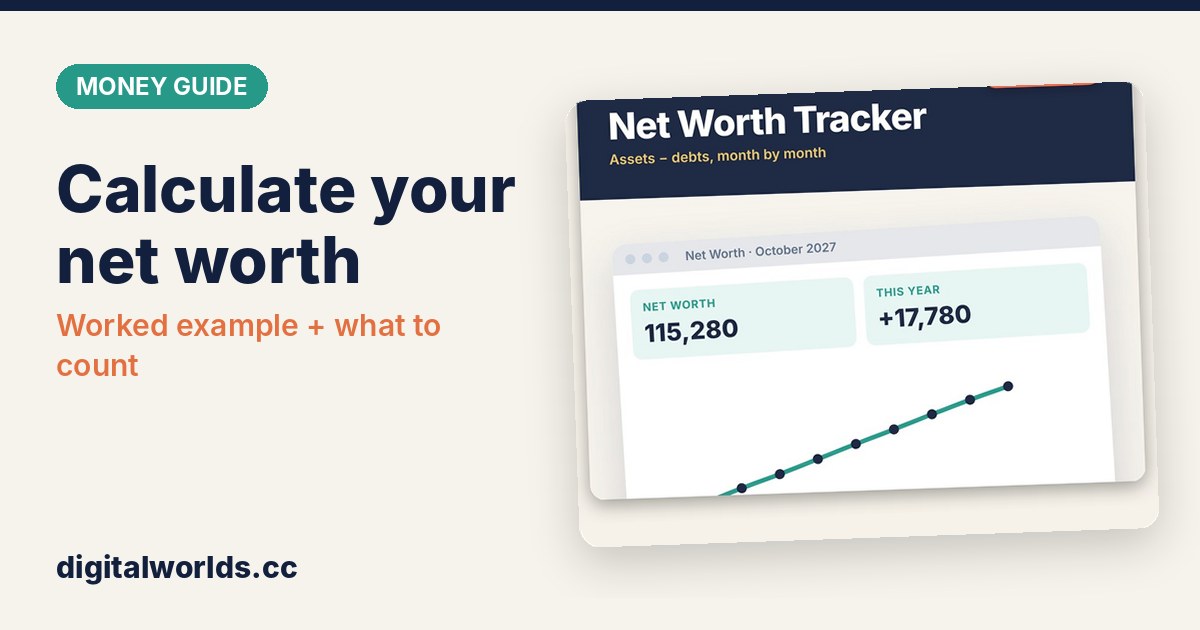 MONEY GUIDE
Calculate your
net worth
Worked example + what to
count
digitalworlds.cc
Net Worth Tracker
Assets – debts, month by month
Net Worth · October 2027
NET WORTH
115,280
THIS YEAR
+17,780